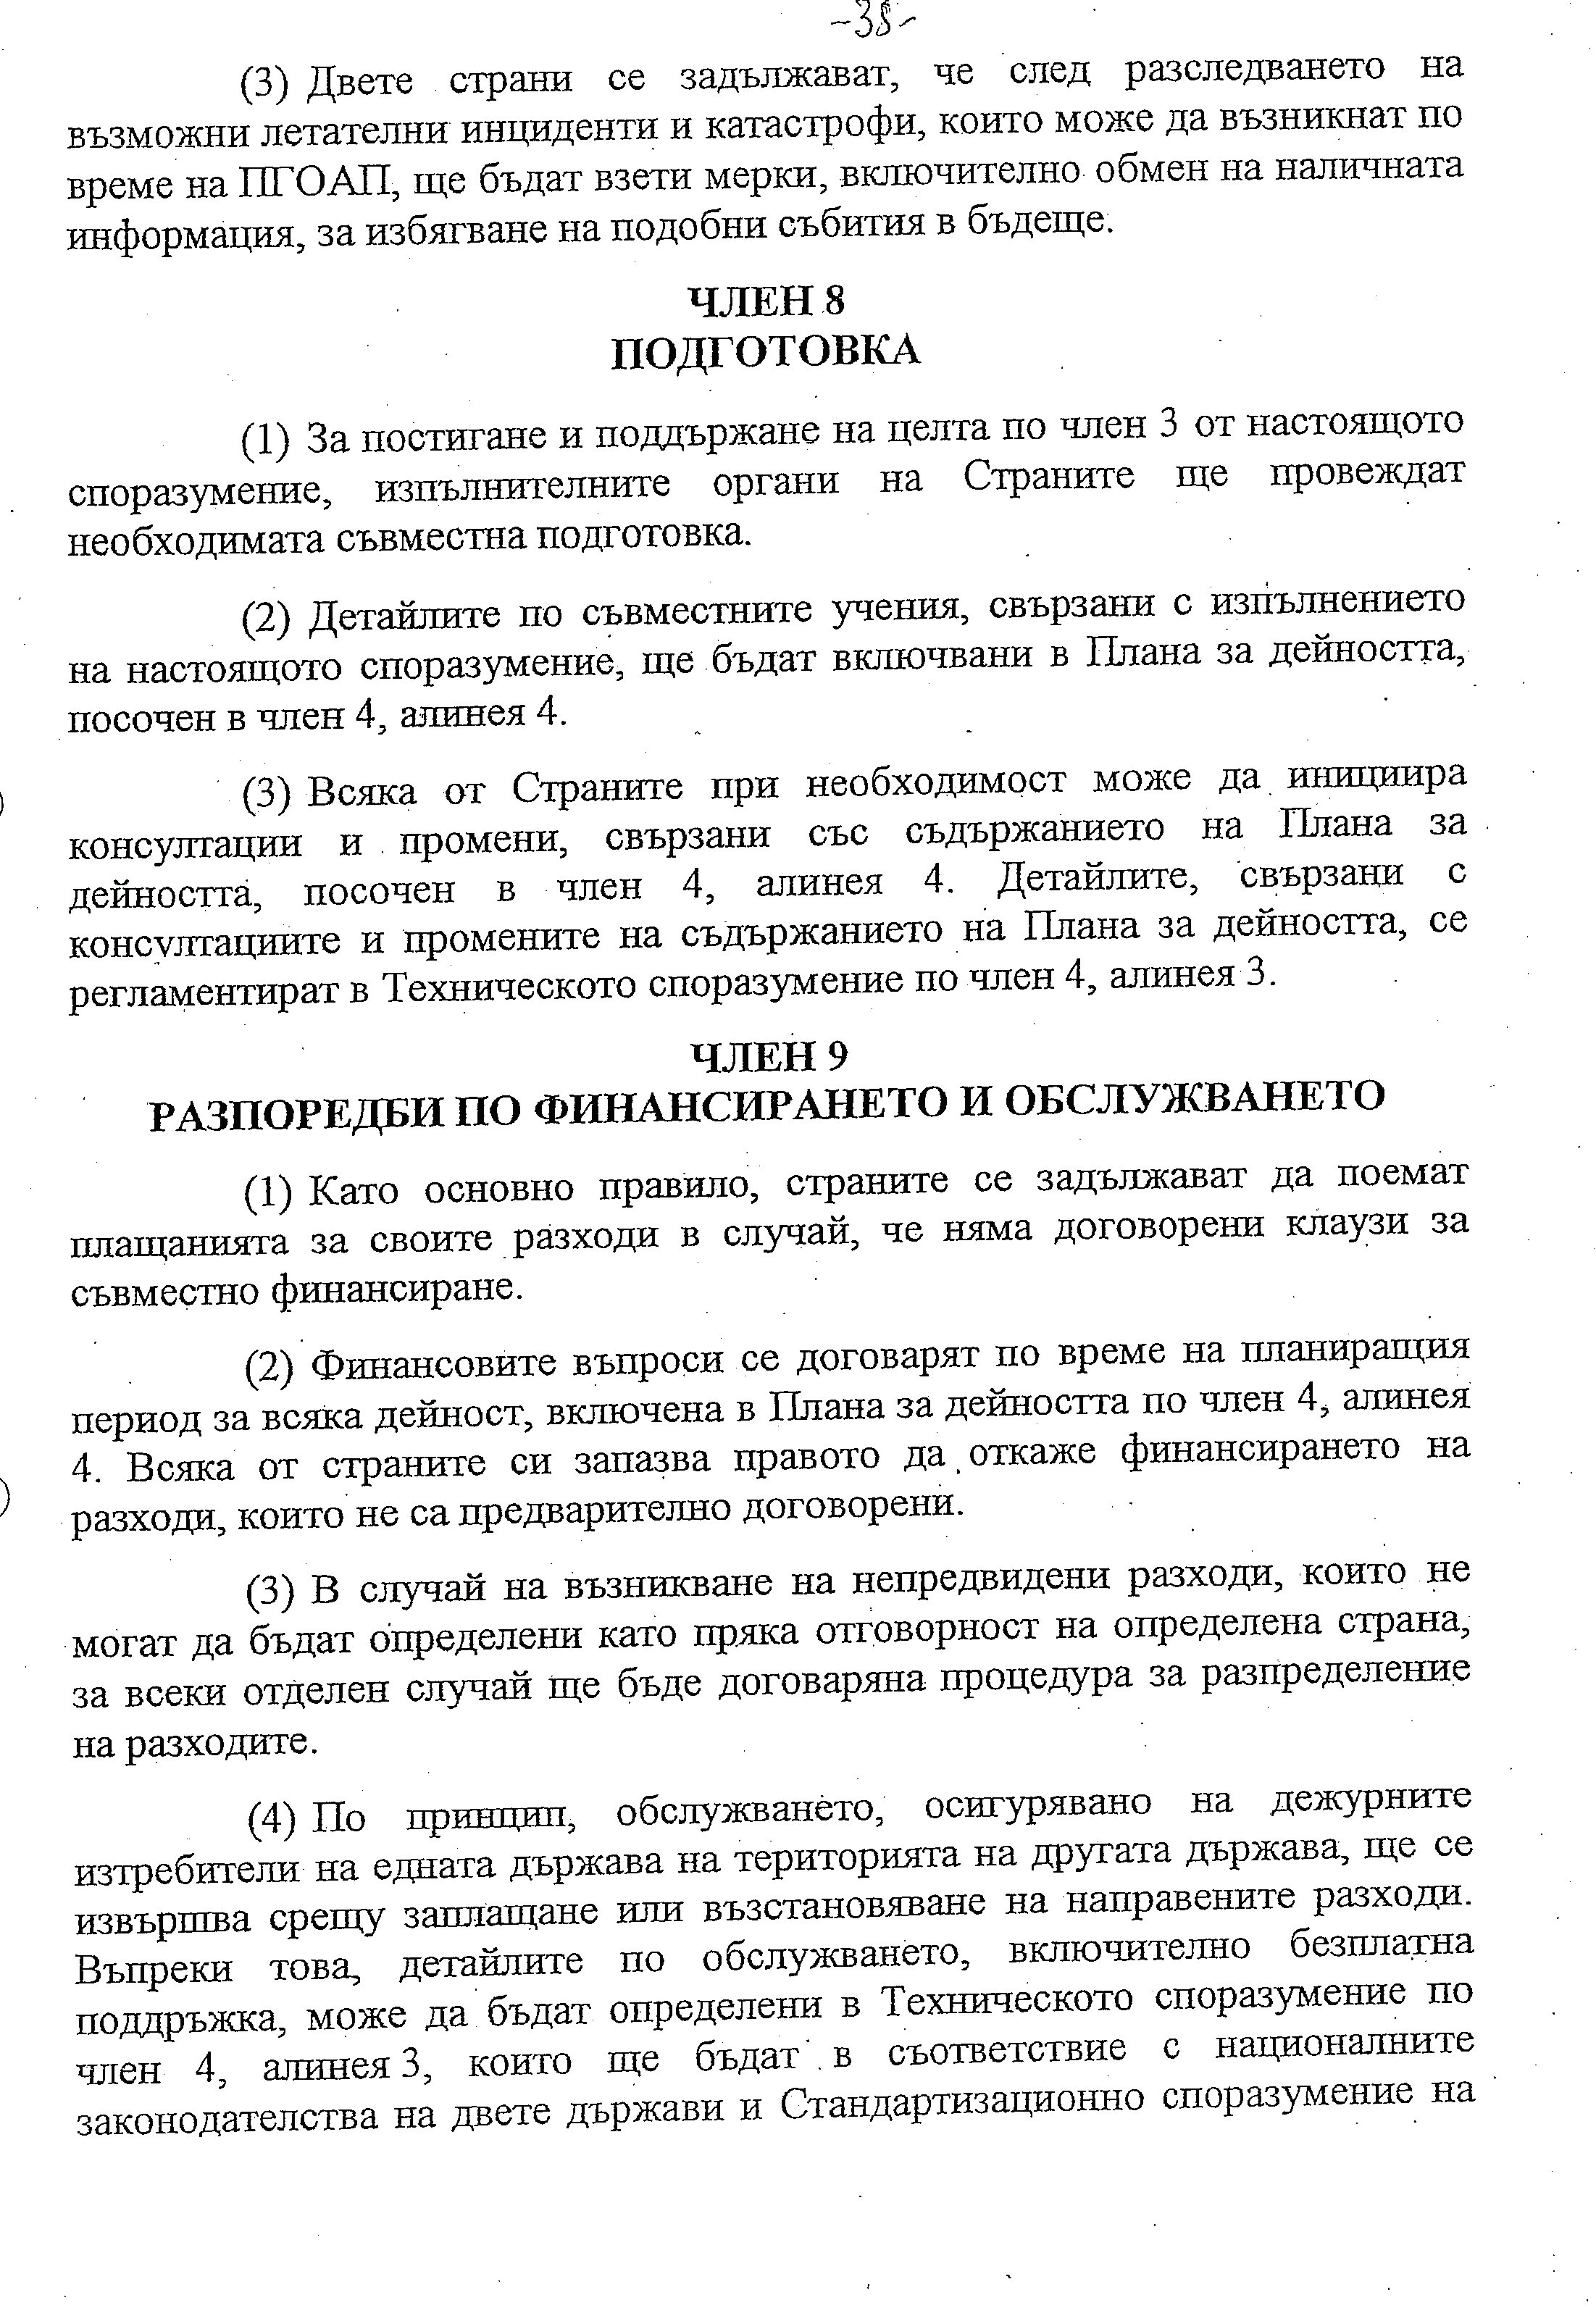 -38-
(3) Двете страни се задължават, че след разследването на
възможни летателни инциденти и катастрофи, които може да възникнат по
време на ПГОАП, ще бъдат взети мерки, включително обмен на наличната
информация, за избягване на подобни събития в бъдеще.
ЧЛЕН 8
ПОДГОТОВКА
(1) За постигане и поддържане на целта по член 3 от настоящото
споразумение, изпълнителните органи на Страните ще провеждат
необходимата съвместна подготовка.
(2) Детайлите по съвместните учения, свързани с изпълнението
на настоящото споразумение, ще бъдат включвани в Плана за дейността,
посочен в член 4, алинея 4.
(3) Всяка от Страните при необходимост може да инициира
консултации и промени, свързани със съдържанието на Плана за
дейността, посочен в член 4, алинея 4. Детайлите, свързани с
консултациите и промените на съдържанието на Плана за дейността, се
регламентират в Техническото споразумение по член 4, алинея 3.
ЧЛЕН 9
РАЗПОРЕДБИ ПО ФИНАНСИРАНЕТО И ОБСЛУЖВАНЕТО
(1) Като основно правило, страните се задължават да поемат
плащанията за своите разходи в случай, че няма договорени клаузи за
съвместно финансиране.
(2) Финансовите въпроси се договарят по време на планиращия
период за всяка дейност, включена в Плана за дейността по член 4, алинея
4. Всяка от страните си запазва правото да откаже финансирането на
разходи, които не са предварително договорени.
(3) В случай на възникване на непредвидени разходи, които не
могат да бъдат определени като пряка отговорност на определена страна,
за всеки отделен случай ще бъде договаряна процедура за разпределение
на разходите.
(4) По принцип, обслужването, осигурявано на дежурните
изтребители на едната държава на територията на другата държава, ще се
извършва срещу заплащане или възстановяване на направените разходи.
Въпреки това, детайлите по обслужването, включително безплатна
поддръжка, може да бъдат определени в Техническото споразумение по
член 4, алинея 3, които ще бъдат в съответствие с националните
законодателства на двете държави и Стандартизационно споразумение на